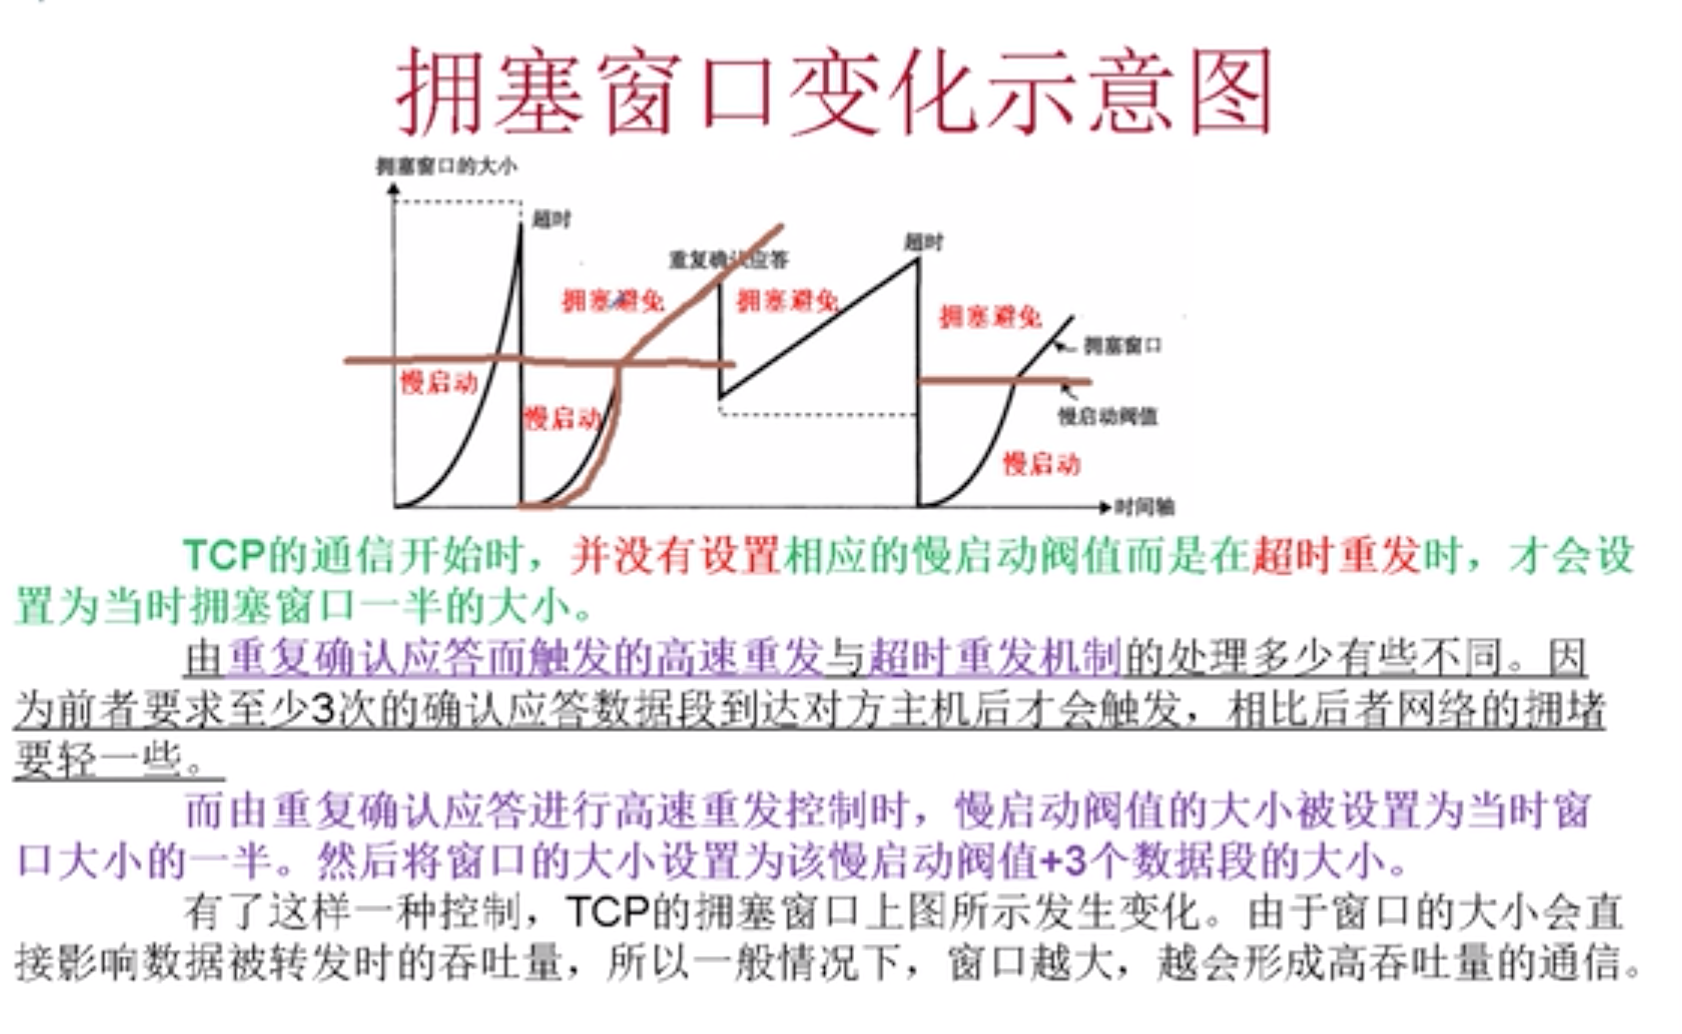 拥塞窗口变化示意图
拥塞窗口的大小
超时
重复确认应答
超时
拥塞避免
拥塞避免
拥塞避免
拥塞窗口
慢启动
慢启动
慢启动阀值
慢启动
时间轴
TCP的通信开始时，并没有设置相应的慢启动阀值而是在超时重发时，才会设
置为当时拥塞窗口一半的大小。
由重复确认应答而触发的高速重发与超时重发机制的处理多少有些不同。因
为前者要求至少3次的确认应答数据段到达对方主机后才会触发，相比后者网络的拥堵
要轻一些。
而由重复确认应答进行高速重发控制时，慢启动阀值的大小被设置为当时窗
口大小的一半。然后将窗口的大小设置为该慢启动阀值+3个数据段的大小。
有了这样一种控制，TCP的拥塞窗口上图所示发生变化。由于窗口的大小会直
接影响数据被转发时的吞吐量，所以一般情况下，窗口越大，越会形成高吞吐量的通信。